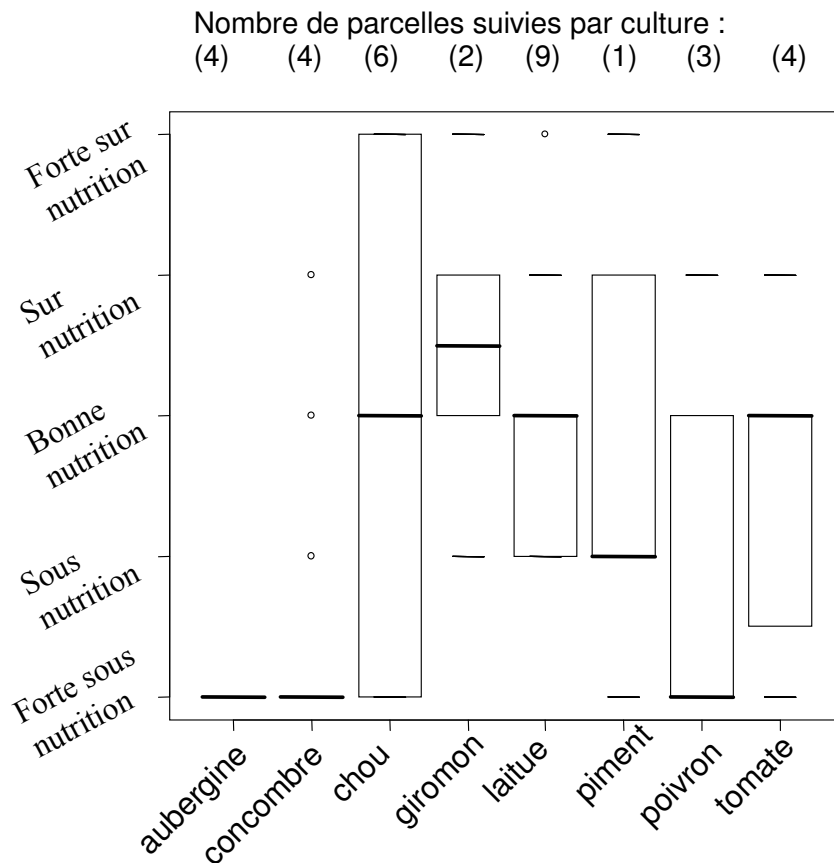 Nombre de parcelles suivies par culture :
(4) (4) (6) (2) (9) (1) (3) (4)
Forte sur
nutrition
Sur
nutrition
Bonne
nutrition
Sous
nutrition
Forte sous
nutrition
aubergine
concombre
chou
giromon
laitue
piment
poivron
tomate